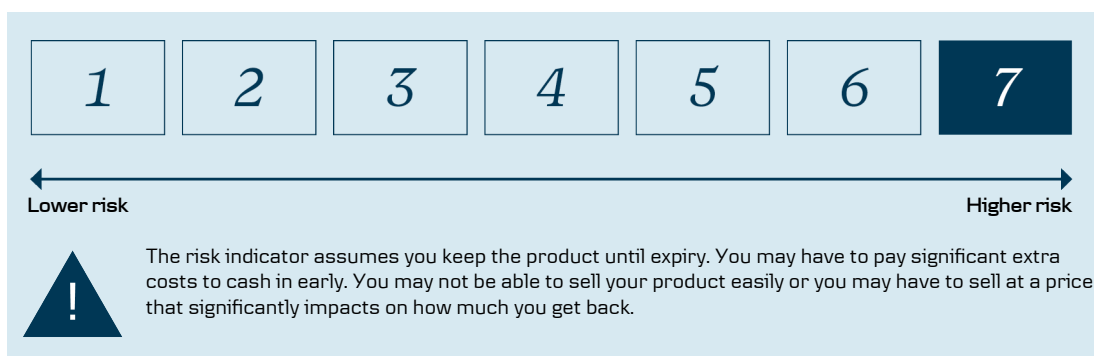 1 2 3 4 5 6 7
Lower risk Higher risk
The risk indicator assumes you keep the product until expiry. You may have to pay significant extra
costs to cash in early. You may not be able to sell your product easily or you may have to sell at a price
that significantly impacts on how much you get back.
!